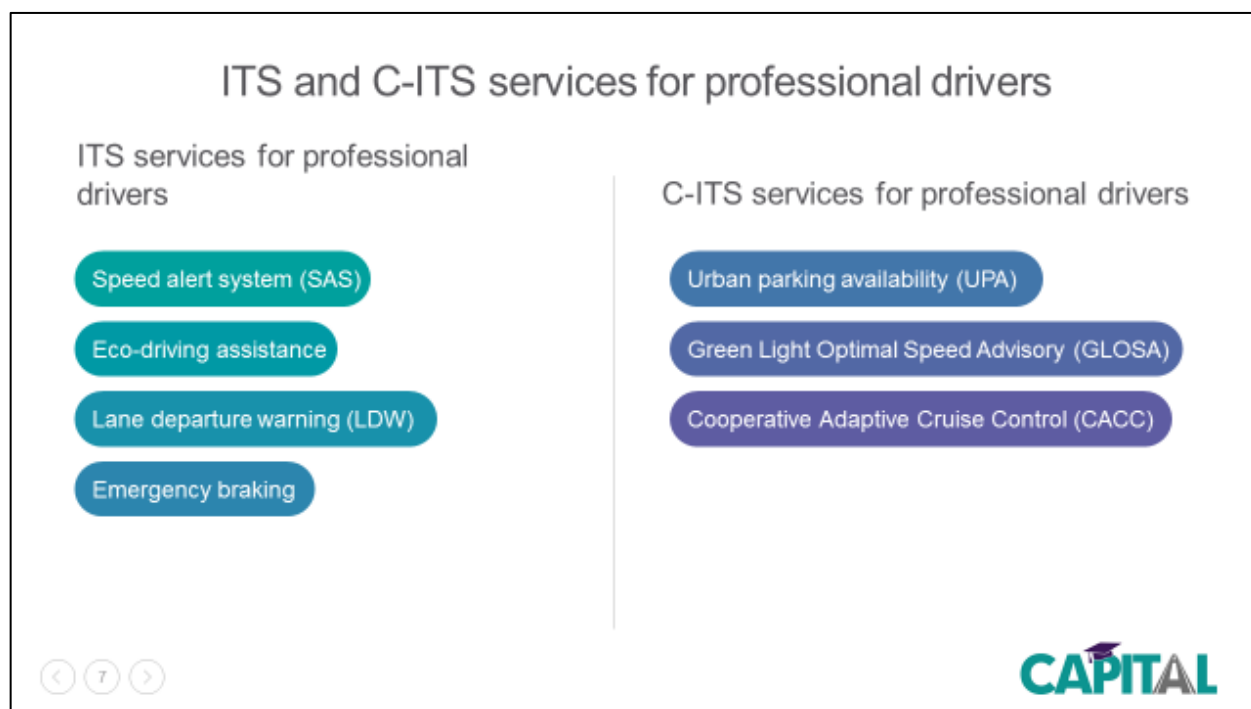 ITS and C-ITS services for professional drivers
ITS services for professional
drivers
Speed alert system (SAS)
Eco-driving assistance
Lane departure warning (LDW)
Emergency braking
C-ITS services for professional drivers
Urban parking availability (UPA)
Green Light Optimal Speed Advisory (GLOSA)
Cooperative Adaptive Cruise Control (CACC)
7
CAPITAL